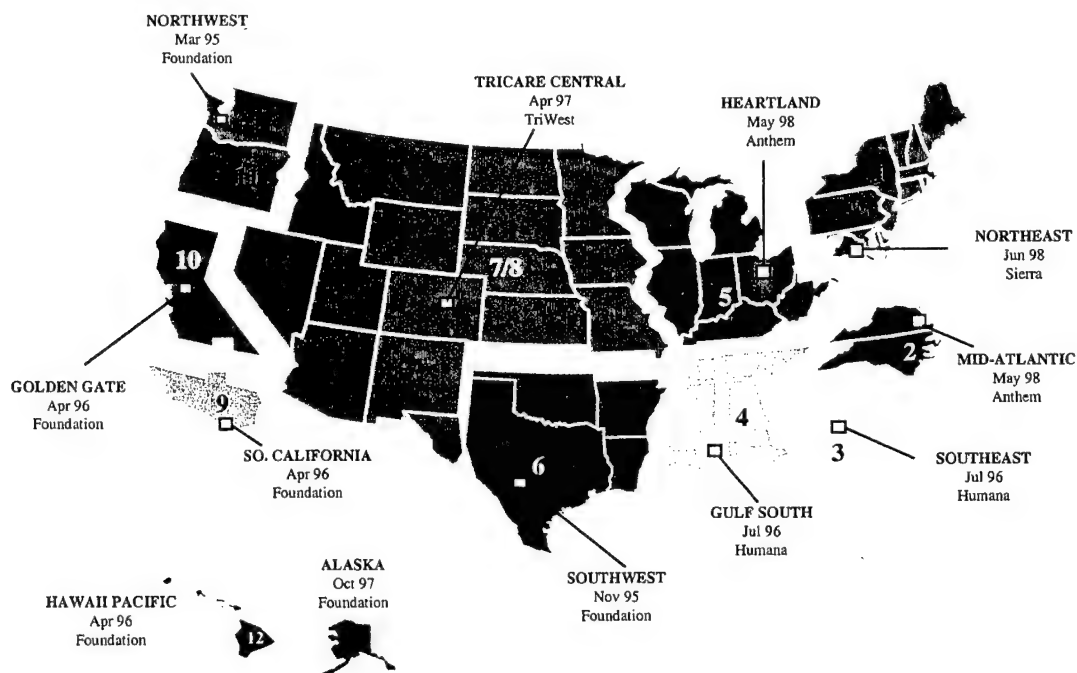 NORTHWEST
Mar 95
Foundation
TRICARE CENTRAL
Apr 97
TriWest
HEARTLAND
May 98
Anthem
NORTHEAST
Jun 98
Sierra
10
7/8
5
2
MID-ATLANTIC
May 98
Anthem
GOLDEN GATE
Apr 96
Foundation
9
4
3
SO. CALIFORNIA
Apr 96
Foundation
6
SOUTHEAST
Jul 96
Humana
GULF SOUTH
Jul 96
Humana
SOUTHWEST
Nov 95
Foundation
ALASKA
Oct 97
Foundation
HAWAII PACIFIC
Apr 96
Foundation
12